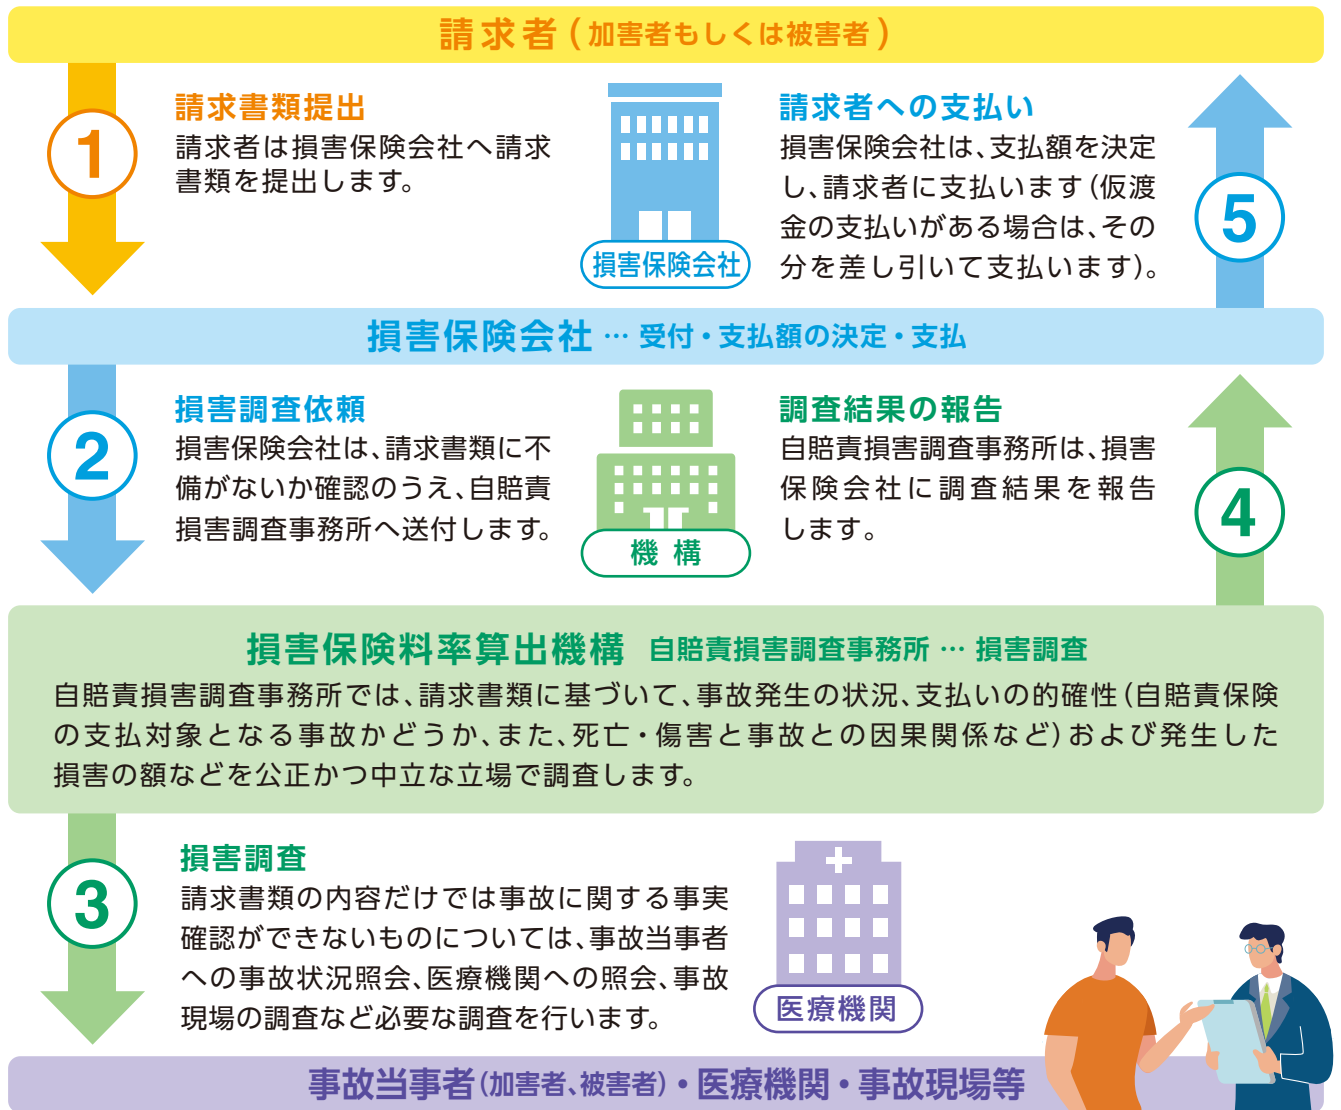 請求者(加害者もしくは被害者)
1
請求書類提出
請求者は損害保険会社へ請求
書類を提出します。
損害保険会社
請求者への支払い
損害保険会社は、支払額を決定
し、請求者に支払います(仮渡
金の支払いがある場合は、その
分を差し引いて支払います)。
5
損害保険会社 … 受付・支払額の決定・支払
2
損害調査依頼
損害保険会社は、請求書類に不
備がないか確認のうえ、自賠責
損害調査事務所へ送付します。
機構
調査結果の報告
自賠責損害調査事務所は、損害
保険会社に調査結果を報告
します。
4
損害保険料率算出機構 自賠責損害調査事務所 … 損害調査
自賠責損害調査事務所では、請求書類に基づいて、事故発生の状況、支払いの的確性(自賠責保険
の支払対象となる事故かどうか、また、死亡・傷害と事故との因果関係など)および発生した
損害の額などを公正かつ中立な立場で調査します。
3
損害調査
請求書類の内容だけでは事故に関する事実
確認ができないものについては、事故当事者
への事故状況照会、医療機関への照会、事故
現場の調査など必要な調査を行います。
医療機関
事故当事者(加害者、被害者)・医療機関・事故現場等